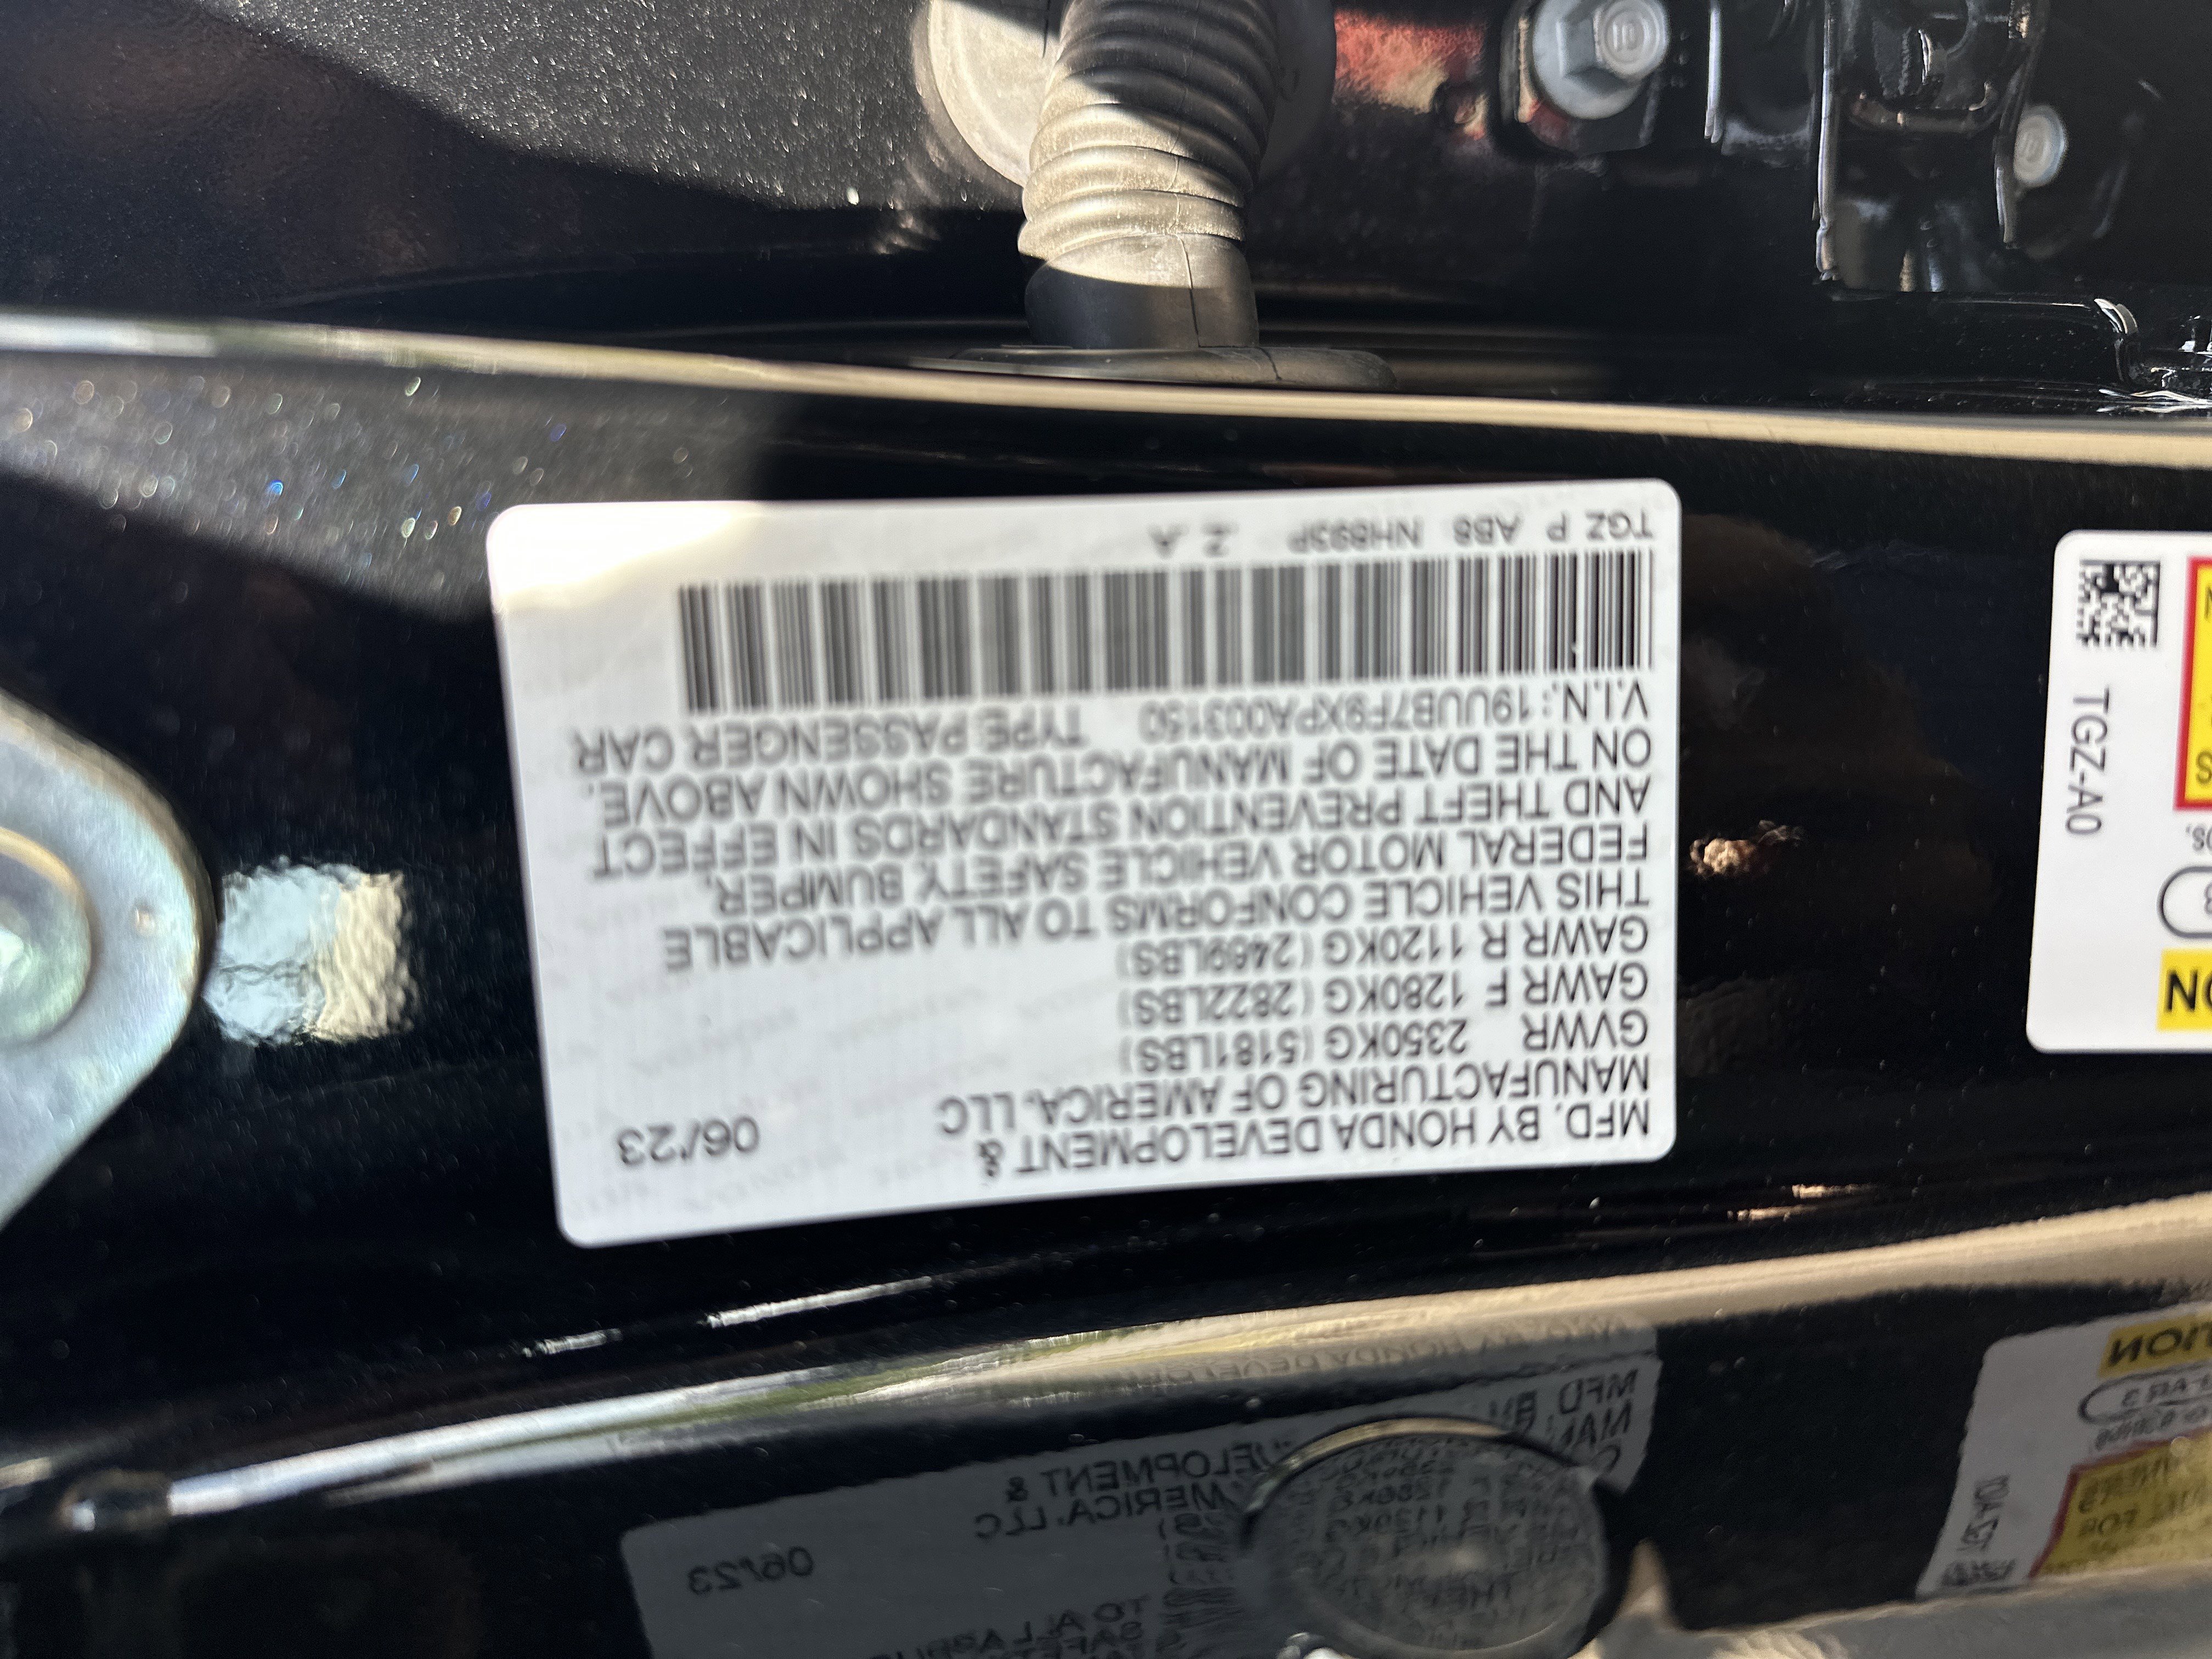 MFD. BY HONDA DEVELOPMENT &
MANUFACTURING OF AMERICA, LLC 06/'23
GVWR 2350KG (5181LBS)
GAWR F 1280KG (2822LBS)
GAWR R 1120KG (2469LBS)
THIS VEHICLE CONFORMS TO ALL APPLICABLE
FEDERAL MOTOR VEHICLE SAFETY, BUMPER,
AND THEFT PREVENTION STANDARDS IN EFFECT
ON THE DATE OF MANUFACTURE SHOWN ABOVE.
V.I.N.: 19UUB7F9XPA003150 TYPE:PASSENGER CAR
TGZ P AB8 NH893P Z A
TGZ-A0
10
10